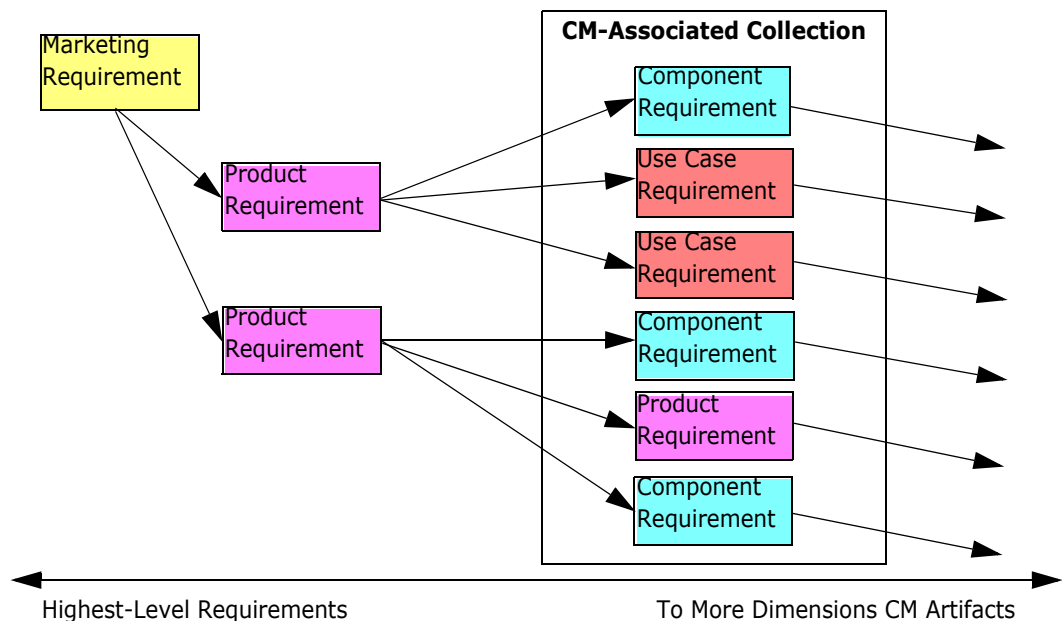 CM-Associated Collection
Marketing
Requirement
Component
Requirement
Product
Requirement
Use Case
Requirement
Use Case
Requirement
Product
Requirement
Component
Requirement
Product
Requirement
Component
Requirement
Highest-Level Requirements
To More Dimensions CM Artifacts